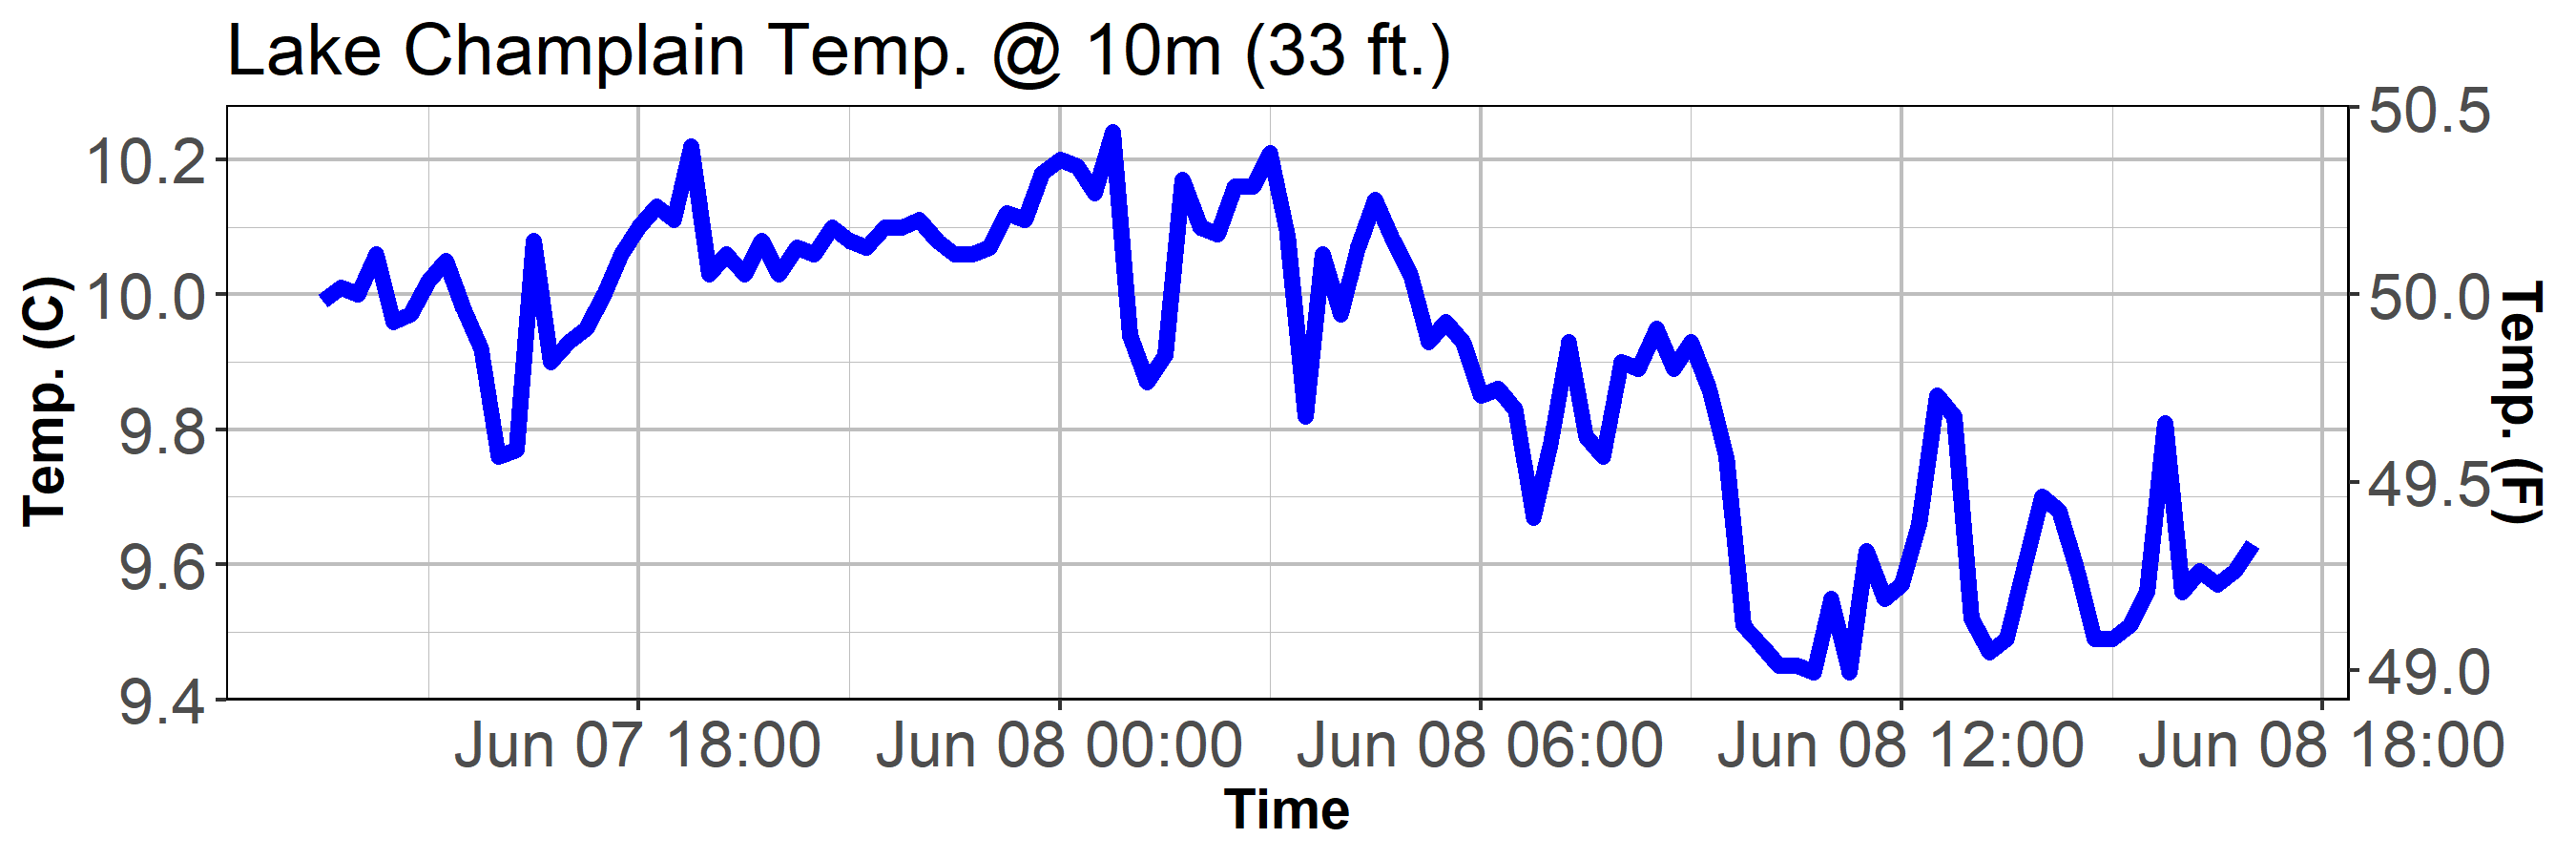 Lake Champlain Temp. @ 10m (33 ft.)
Temp. (C)
10.2
10.0
9.8
9.6
9.4
50.5
50.0
49.5
49.0
Temp. (F)
Jun 07 18:00 Jun 08 00:00 Jun 08 06:00 Jun 08 12:00 Jun 08 18:00
Time